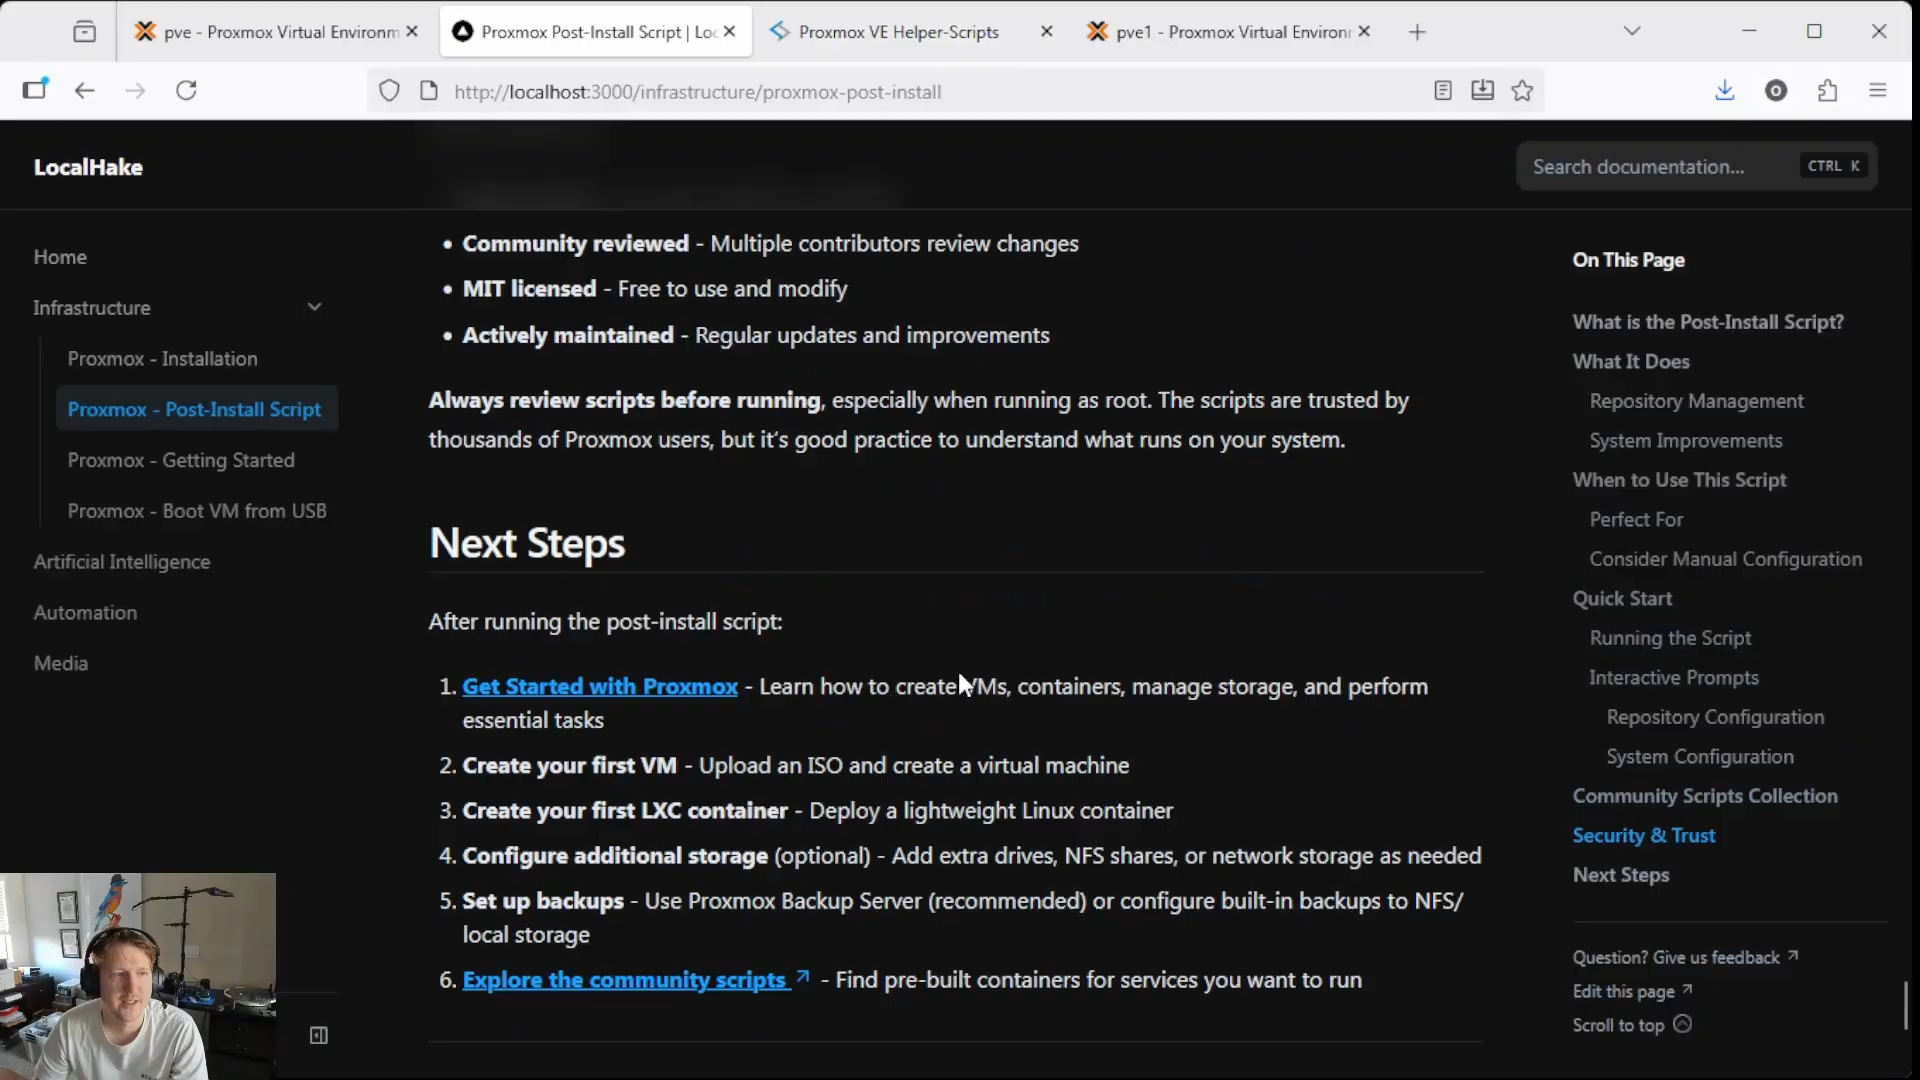 pve - Proxmox Virtual Environm
Proxmox Post-Install Script | Loc
Proxmox VE Helper-Scripts
pve1 - Proxmox Virtual Environm
http://localhost:3000/infrastructure/proxmox-post-install
LocalHake
Search documentation...
CTRL K
Home
Infrastructure
Proxmox - Installation
Proxmox - Post-Install Script
Proxmox - Getting Started
Proxmox - Boot VM from USB
Artificial Intelligence
Automation
Media
• Community reviewed - Multiple contributors review changes
• MIT licensed - Free to use and modify
• Actively maintained - Regular updates and improvements
Always review scripts before running, especially when running as root. The scripts are trusted by
thousands of Proxmox users, but it's good practice to understand what runs on your system.
Next Steps
After running the post-install script:
1. Get Started with Proxmox - Learn how to create VMs, containers, manage storage, and perform
essential tasks
2. Create your first VM - Upload an ISO and create a virtual machine
3. Create your first LXC container - Deploy a lightweight Linux container
4. Configure additional storage (optional) - Add extra drives, NFS shares, or network storage as needed
5. Set up backups - Use Proxmox Backup Server (recommended) or configure built-in backups to NFS/
local storage
6. Explore the community scripts ↗ - Find pre-built containers for services you want to run
On This Page
What is the Post-Install Script?
What It Does
Repository Management
System Improvements
When to Use This Script
Perfect For
Consider Manual Configuration
Quick Start
Running the Script
Interactive Prompts
Repository Configuration
System Configuration
Community Scripts Collection
Security & Trust
Next Steps
Question? Give us feedback ↗
Edit this page ↗
Scroll to top